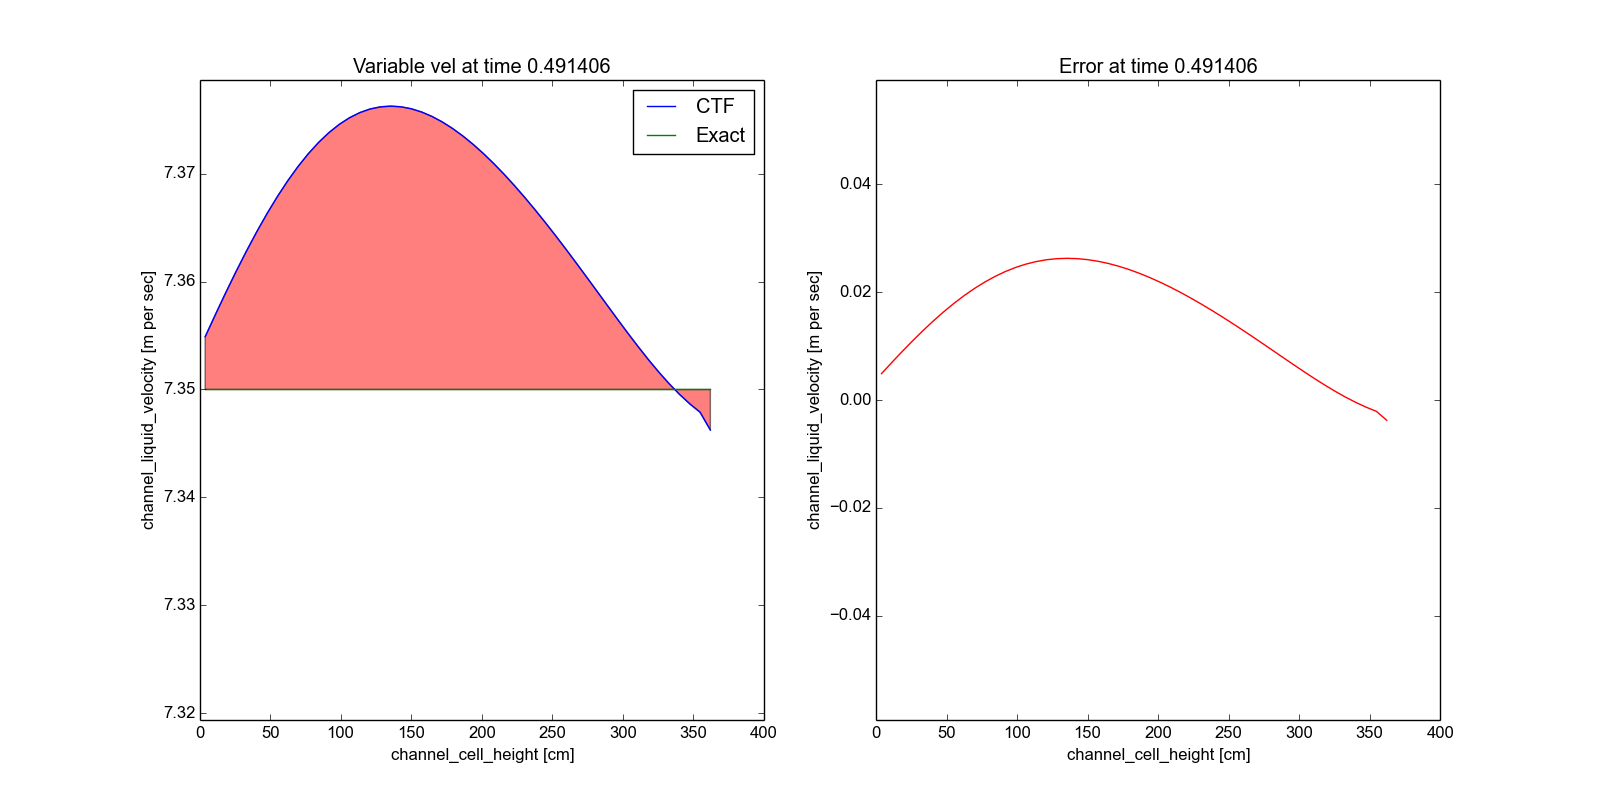 Variable vel at time 0.491406
CTF
Exact
7.37
7.36
7.35
7.34
7.33
7.32
channel_liquid_velocity [m per sec]
0 50 100 150 200 250 300 350 400
channel_cell_height [cm]
Error at time 0.491406
0.04
0.02
0.00
−0.02
−0.04
channel_liquid_velocity [m per sec]
0 50 100 150 200 250 300 350 400
channel_cell_height [cm]